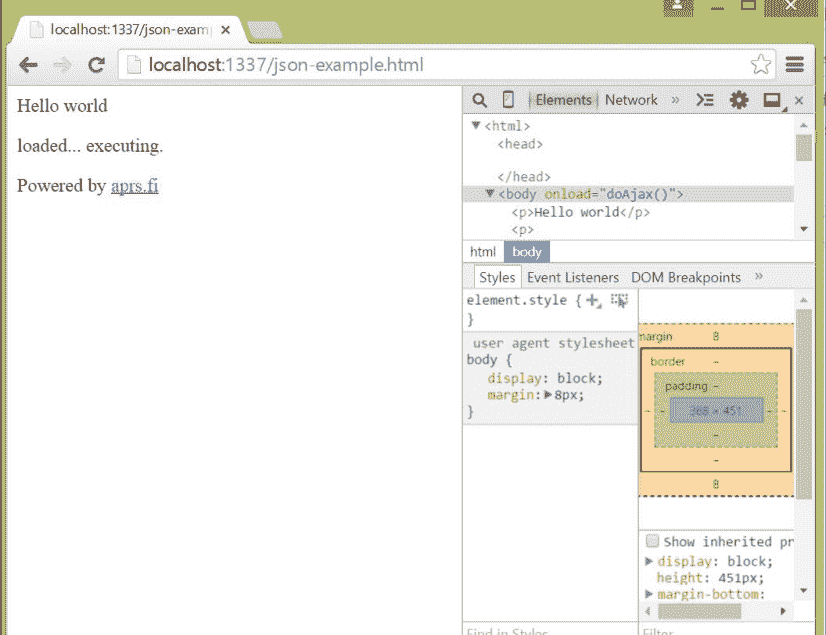 localhost:1337/json-exam
localhost:1337/json-example.html
Hello world
loaded... executing.
Powered by aprs.fi
Elements Network »
▼<html>
<head>
</head>
▼<body onload="doAjax()">
<p>Hello world</p>
<p>
html body
Styles Event Listeners DOM Breakpoints »
element.style {
}
user agent stylesheet
body {
display: block;
margin:▶8px;
}
margin 8
border -
padding -
- - 368 × 451 - -
-
-
8
Show inherited pr
▶display: block;
height: 451px;
▶margin-bottom:
Find in Styles
Filter